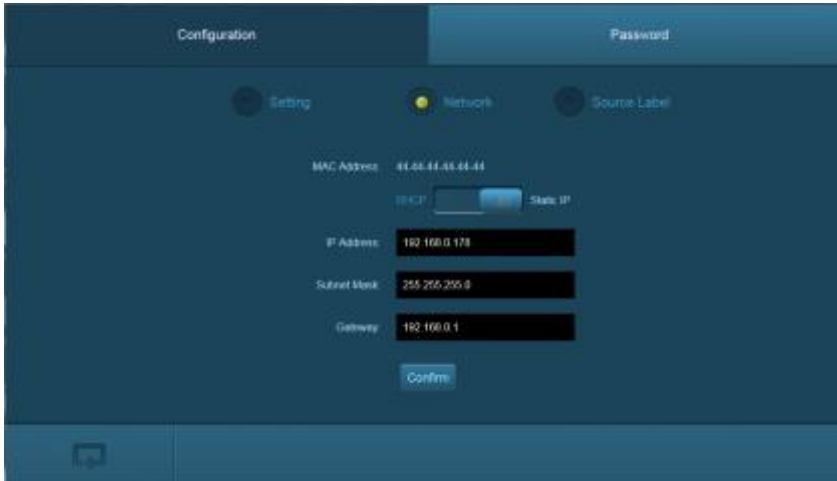 Configuration
Password
Setting
Network
Source Label
MAC Address
44-44-44-44-44-44
DHCP
Static IP
IP Address
192.168.0.178
Subnet Mask
255.255.255.0
Gateway
192.168.0.1
Confirm